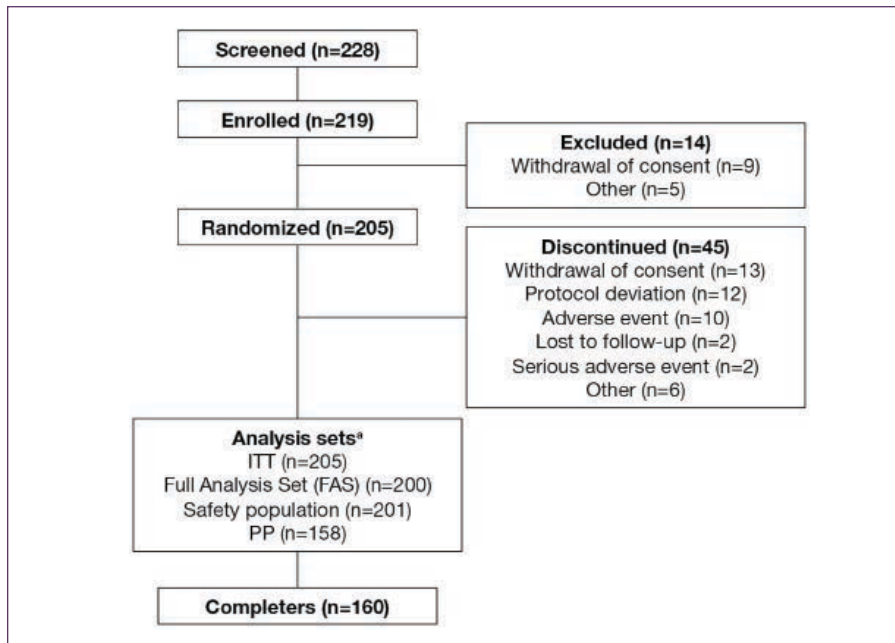 Screened (n=228)
Enrolled (n=219)
Excluded (n=14)
Withdrawal of consent (n=9)
Other (n=5)
Randomized (n=205)
Discontinued (n=45)
Withdrawal of consent (n=13)
Protocol deviation (n=12)
Adverse event (n=10)
Lost to follow-up (n=2)
Serious adverse event (n=2)
Other (n=6)
Analysis setsᵃ
ITT (n=205)
Full Analysis Set (FAS) (n=200)
Safety population (n=201)
PP (n=158)
Completers (n=160)